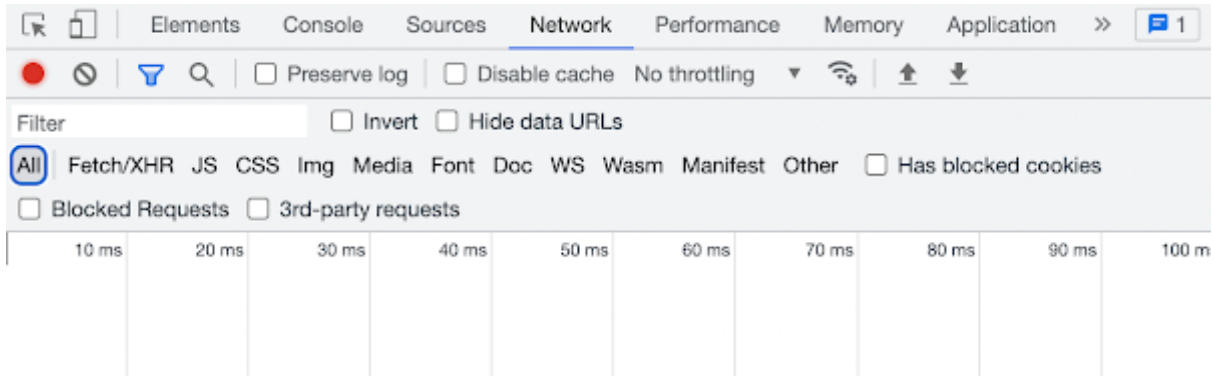 Elements Console Sources Network Performance Memory Application » 1
Preserve log Disable cache No throttling
Filter Invert Hide data URLs
All Fetch/XHR JS CSS Img Media Font Doc WS Wasm Manifest Other Has blocked cookies
Blocked Requests 3rd-party requests
10 ms 20 ms 30 ms 40 ms 50 ms 60 ms 70 ms 80 ms 90 ms 100 m